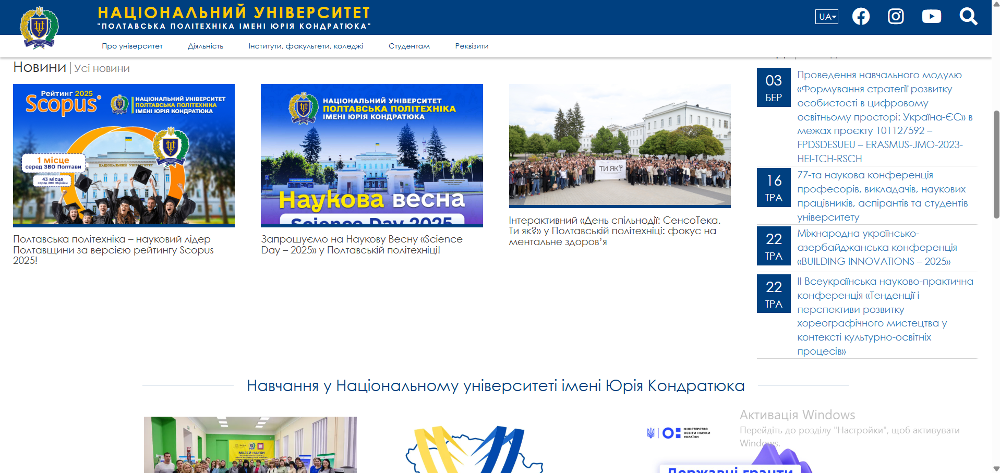 НАЦІОНАЛЬНИЙ УНІВЕРСИТЕТ
"ПОЛТАВСЬКА ПОЛІТЕХНІКА ІМЕНІ ЮРІЯ КОНДРАТЮКА"
UA
Про університет
Діяльність
Інститути, факультети, коледжі
Студентам
Реквізити
Новини | Усі новини
Рейтинг 2025
Scopus
НАЦІОНАЛЬНИЙ УНІВЕРСИТЕТ
ПОЛТАВСЬКА ПОЛІТЕХНІКА
ІМЕНІ ЮРІЯ КОНДРАТЮКА
1 місце
серед ЗВО Полтави
43 місце
серед ЗВО України
НАЦІОНАЛЬНИЙ УНІВЕРСИТЕТ
Полтавська політехніка – науковий лідер
Полтавщини за версією рейтингу Scopus
2025!
НАЦІОНАЛЬНИЙ УНІВЕРСИТЕТ
ПОЛТАВСЬКА ПОЛІТЕХНІКА
ІМЕНІ ЮРІЯ КОНДРАТЮКА
Наукова весна
Science Day 2025
Запрошуємо на Наукову Весну «Science
Day – 2025» у Полтавській політехніці!
ТИ ЯК?
Інтерактивний «День спільнодії: СенсоТека.
Ти як?» у Полтавській політехніці: фокус на
ментальне здоров’я
03
БЕР
Проведення навчального модулю
«Формування стратегії розвитку
особистості в цифровому
освітньому просторі: Україна-ЄС» в
межах проєкту 101127592 –
FPDSDESUEU – ERASMUS-JMO-2023-
HEI-TCH-RSCH
16
ТРА
77-та наукова конференція
професорів, викладачів, наукових
працівників, аспірантів та студентів
університету
22
ТРА
Міжнародна українсько-
азербайджанська конференція
«BUILDING INNOVATIONS – 2025»
22
ТРА
ІІ Всеукраїнська науково-практична
конференція «Тенденції і
перспективи розвитку
хореографічного мистецтва у
контексті культурно-освітніх
процесів»
Навчання у Національному університеті імені Юрія Кондратюка
МУЗЕЙ НАУКИ
МІНІСТЕРСТВО
ОСВІТИ І НАУКИ
УКРАЇНИ
Державні гранти
Активація Windows
Перейдіть до розділу "Настройки", щоб активувати
Windows.